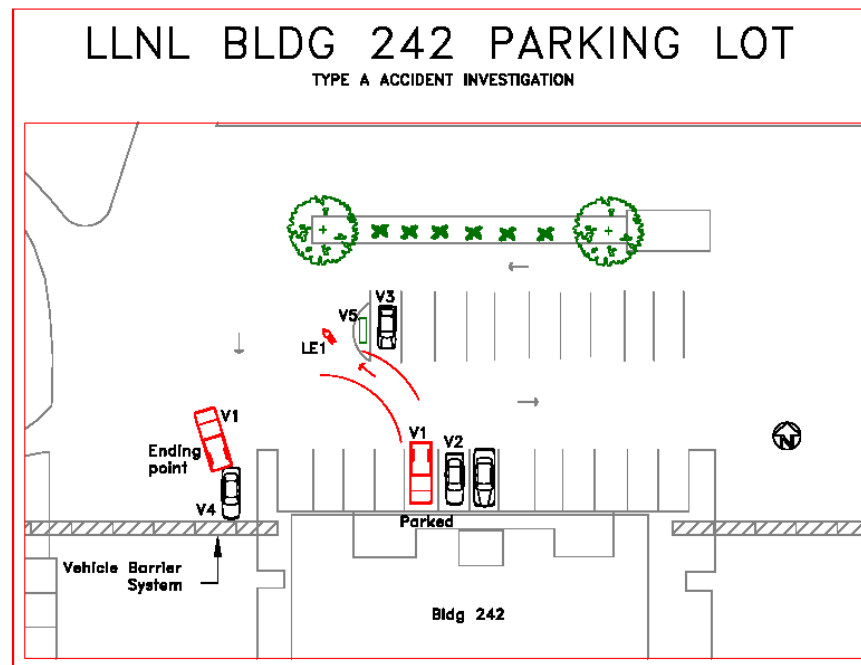 LLNL BLDG 242 PARKING LOT
TYPE A ACCIDENT INVESTIGATION
V3
V5
LE1
V1
V1
V2
Ending
point
N
V4
Parked
Vehicle Barrier
System
Bldg 242